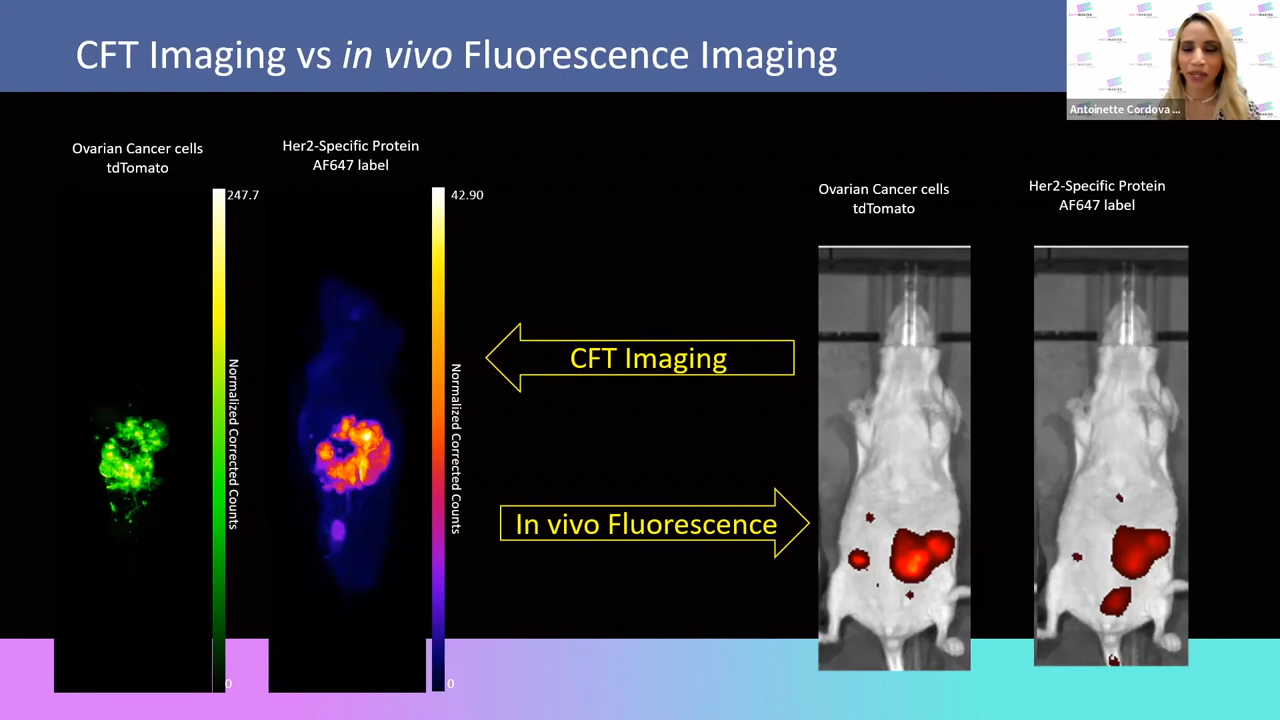 CFT Imaging vs in vivo Fluorescence Imaging
Antoinette Cordova ...
Ovarian Cancer cells
tdTomato
Her2-Specific Protein
AF647 label
247.7
Normalized Corrected Counts
0
42.90
Normalized Corrected Counts
0
CFT Imaging
In vivo Fluorescence
Ovarian Cancer cells
tdTomato
Her2-Specific Protein
AF647 label